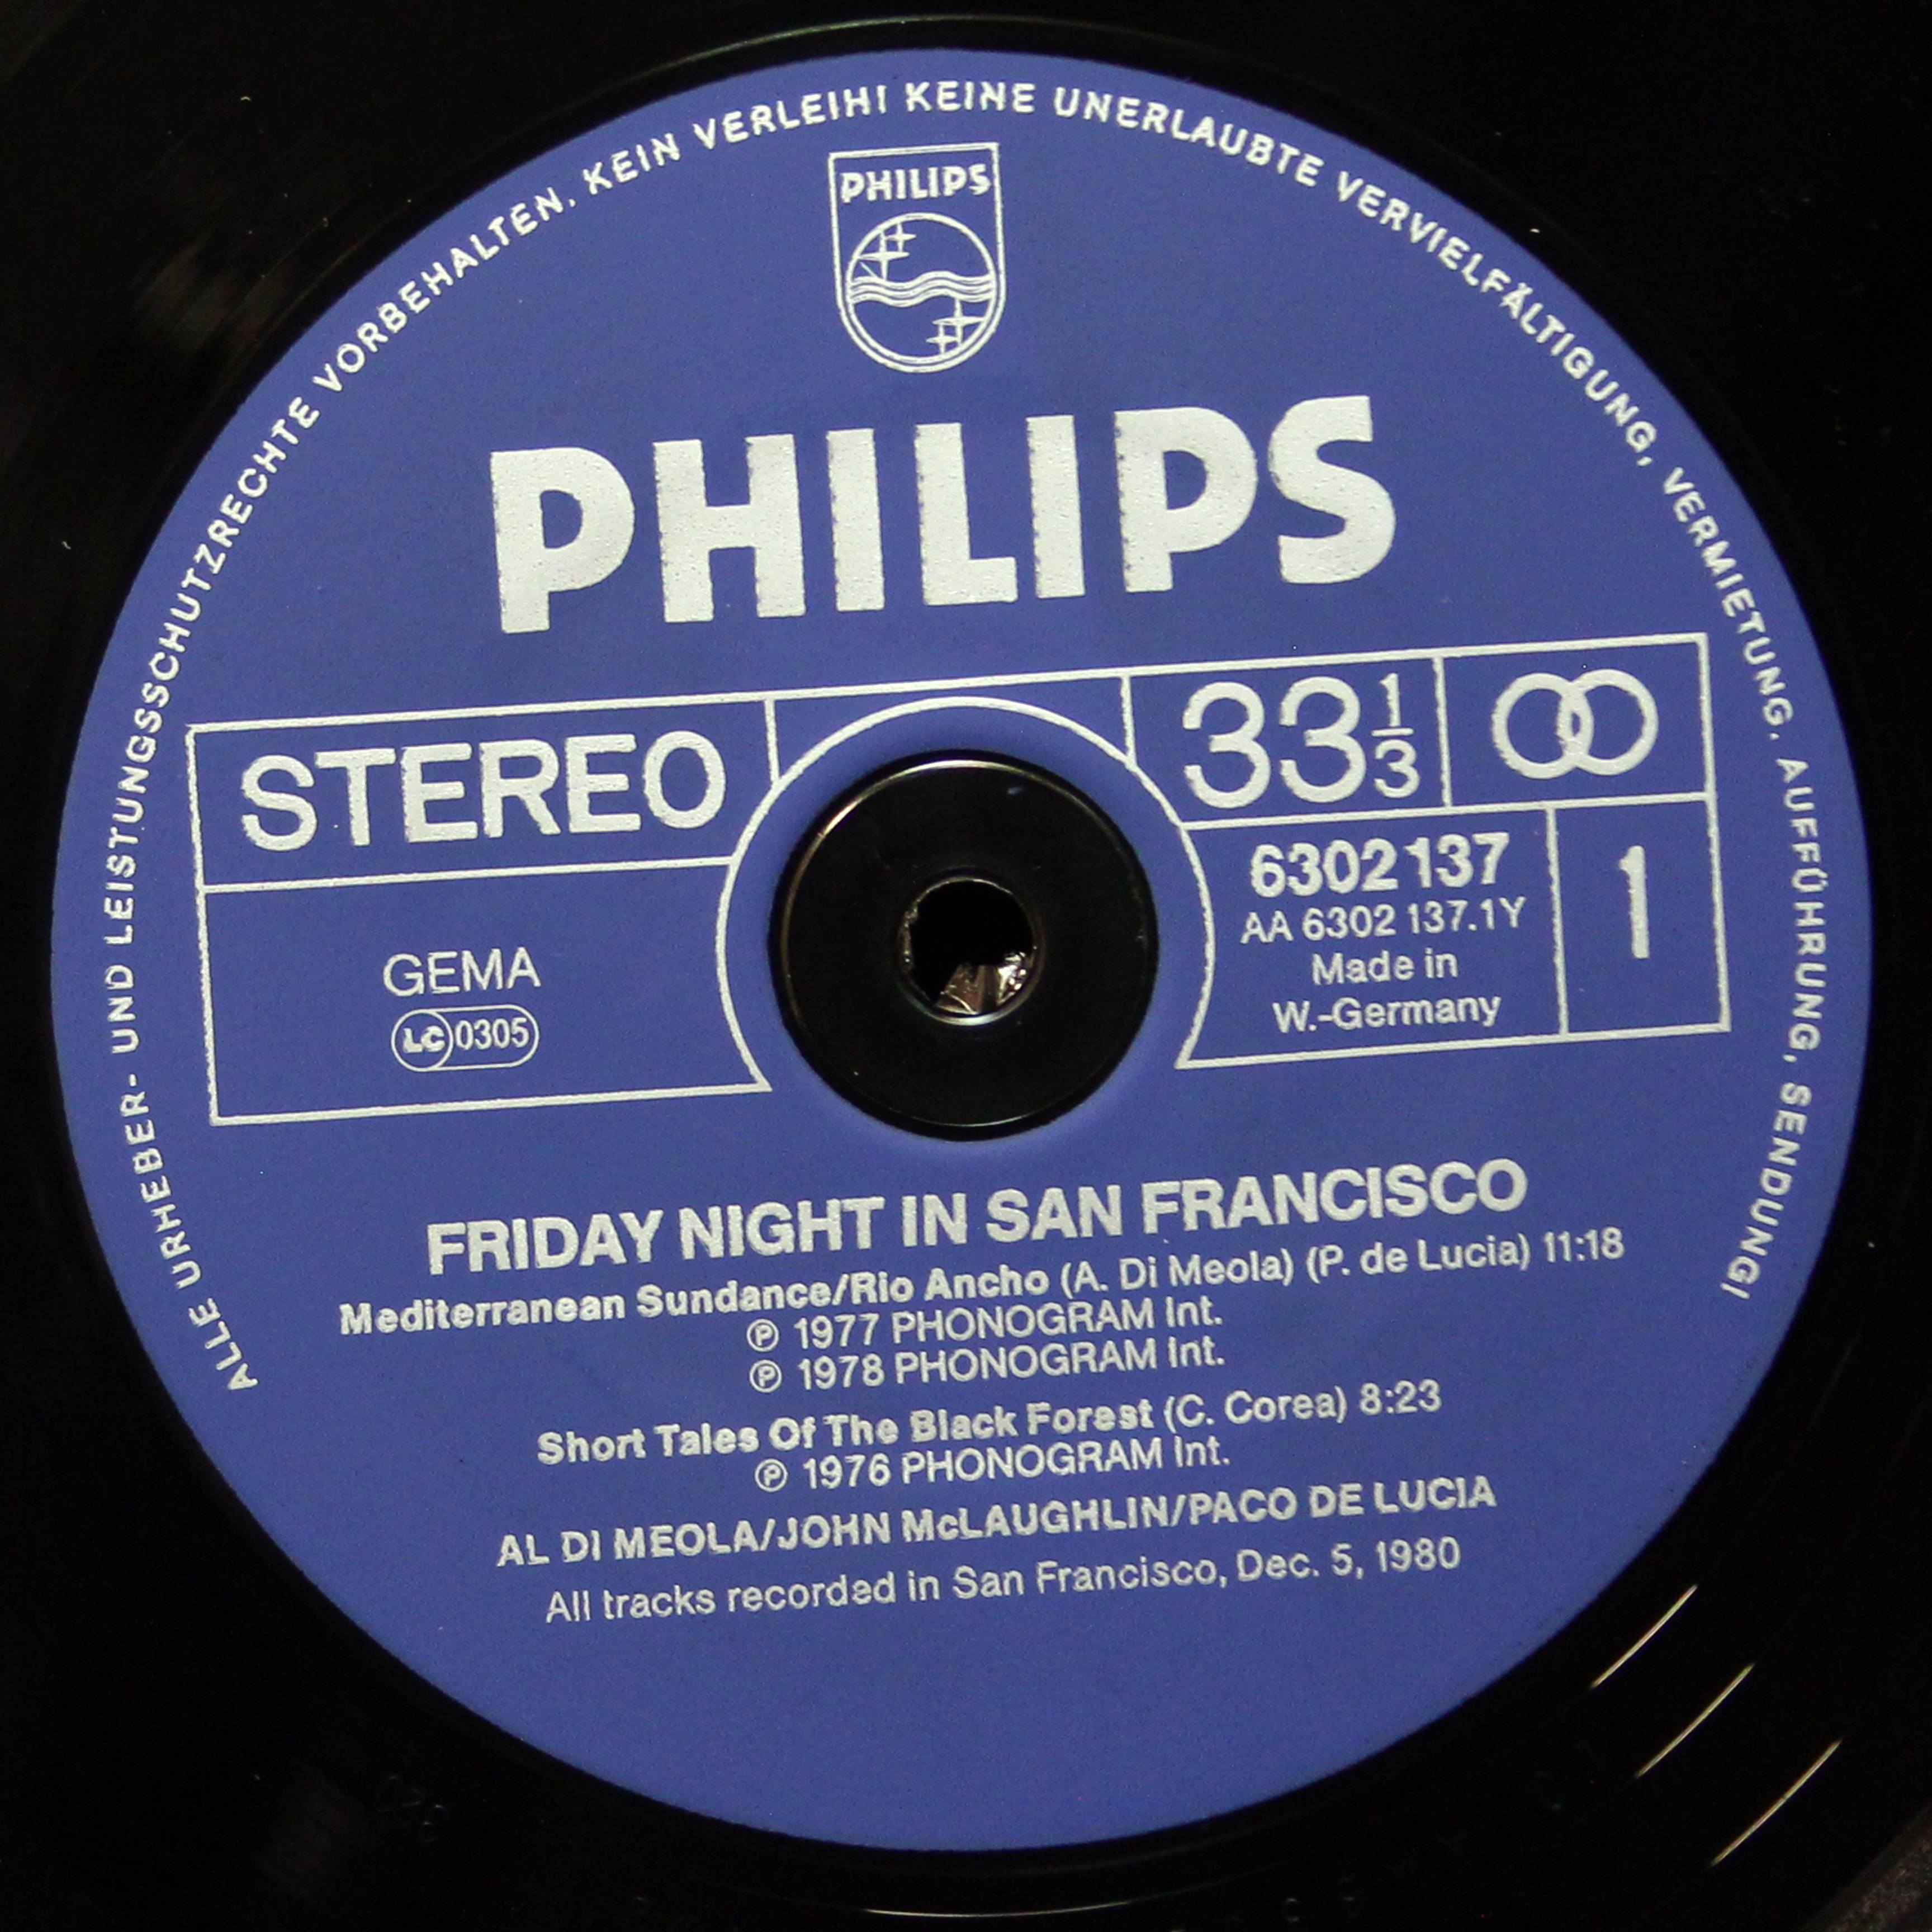 ALLE URHEBER- UND LEISTUNGSSCHUTZRECHTE VORBEHALTEN, KEIN VERLEIH! KEINE UNERLAUBTE VERVIELFÄLTIGUNG, VERMIETUNG, AUFFÜHRUNG, SENDUNG!
PHILIPS
PHILIPS
STEREO
33 1/3
GEMA
LC 0305
6302 137
AA 6302 137.1Y
Made in
W.-Germany
1
FRIDAY NIGHT IN SAN FRANCISCO
Mediterranean Sundance/Rio Ancho (A. Di Meola) (P. de Lucia) 11:18
℗ 1977 PHONOGRAM Int.
℗ 1978 PHONOGRAM Int.
Short Tales Of The Black Forest (C. Corea) 8:23
℗ 1976 PHONOGRAM Int.
AL DI MEOLA/JOHN McLAUGHLIN/PACO DE LUCIA
All tracks recorded in San Francisco, Dec. 5, 1980